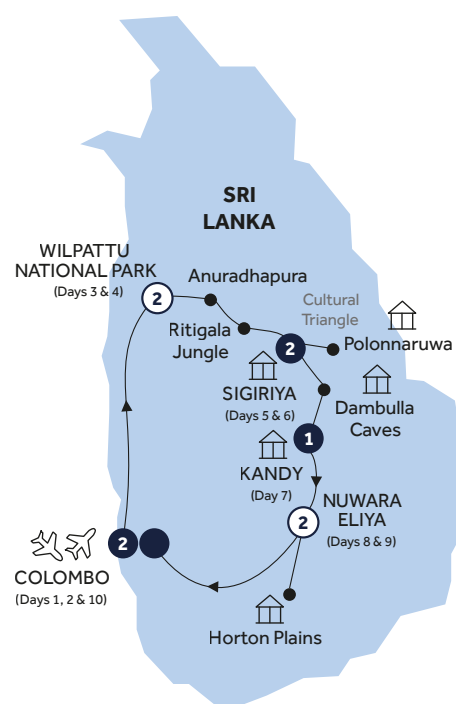 SRI
LANKA
WILPATTU
NATIONAL PARK
(Days 3 & 4)
2
Anuradhapura
Cultural
Triangle
Ritigala
Jungle
2
Polonnaruwa
SIGIRIYA
(Days 5 & 6)
Dambulla
Caves
1
KANDY
(Day 7)
NUWARA
ELIYA
(Days 8 & 9)
2
2
COLOMBO
(Days 1, 2 & 10)
Horton Plains